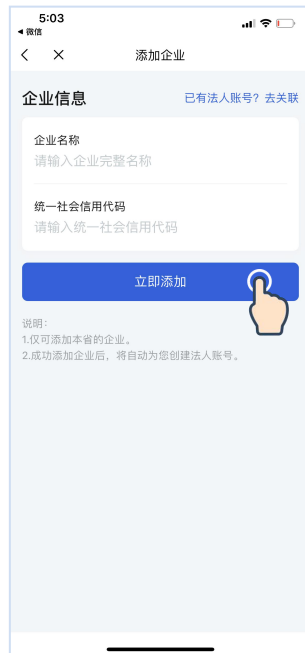 5:03
◀ 微信
添加企业
企业信息
已有法人账号？去关联
企业名称
请输入企业完整名称
统一社会信用代码
请输入统一社会信用代码
立即添加
说明：
1.仅可添加本省的企业。
2.成功添加企业后，将自动为您创建法人账号。